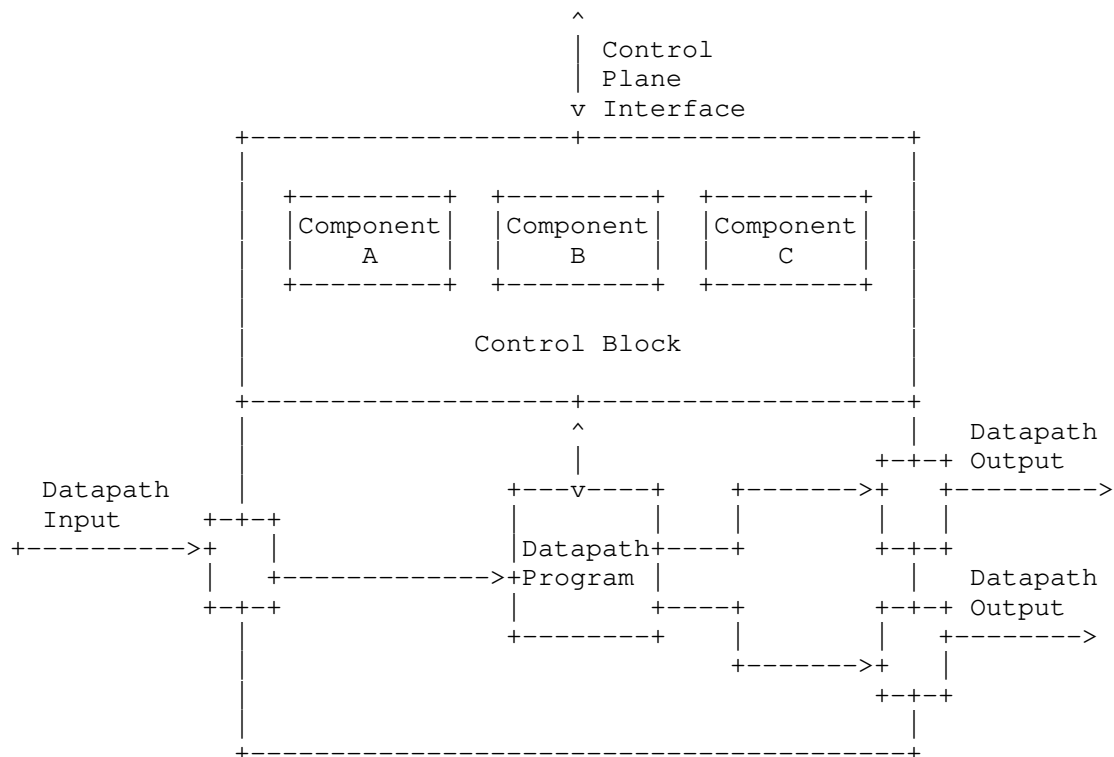 Control
Plane
Interface
Component Component Component
A B C
Control Block
Datapath
Output
Datapath
Input
Datapath
Program
Datapath
Output